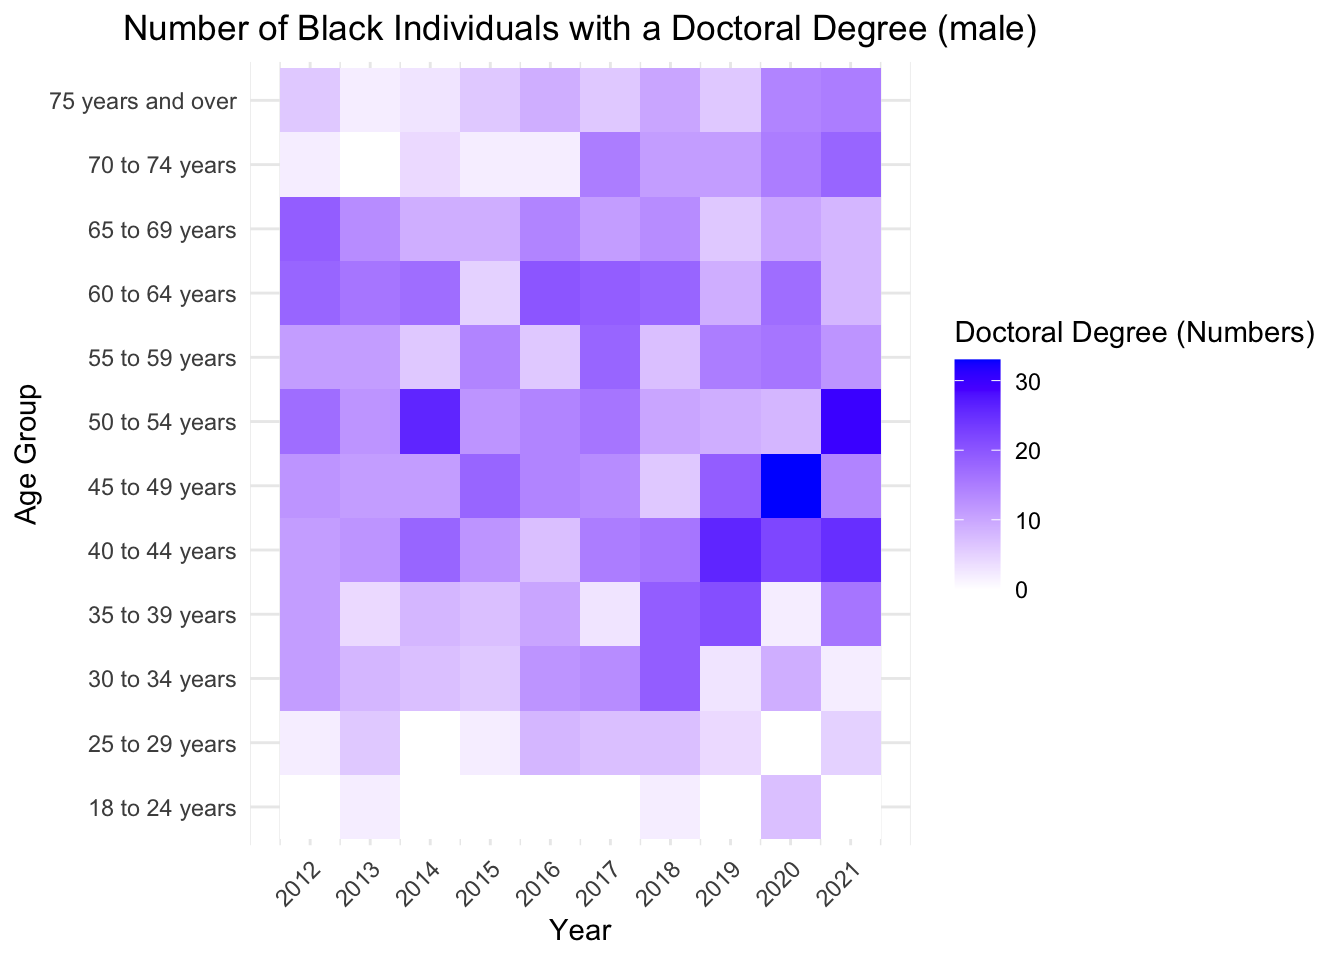 Number of Black Individuals with a Doctoral Degree (male)
75 years and over
70 to 74 years
65 to 69 years
60 to 64 years
55 to 59 years
50 to 54 years
45 to 49 years
40 to 44 years
35 to 39 years
30 to 34 years
25 to 29 years
18 to 24 years
Age Group
2012 2013 2014 2015 2016 2017 2018 2019 2020 2021
Year
Doctoral Degree (Numbers)
30
20
10
0